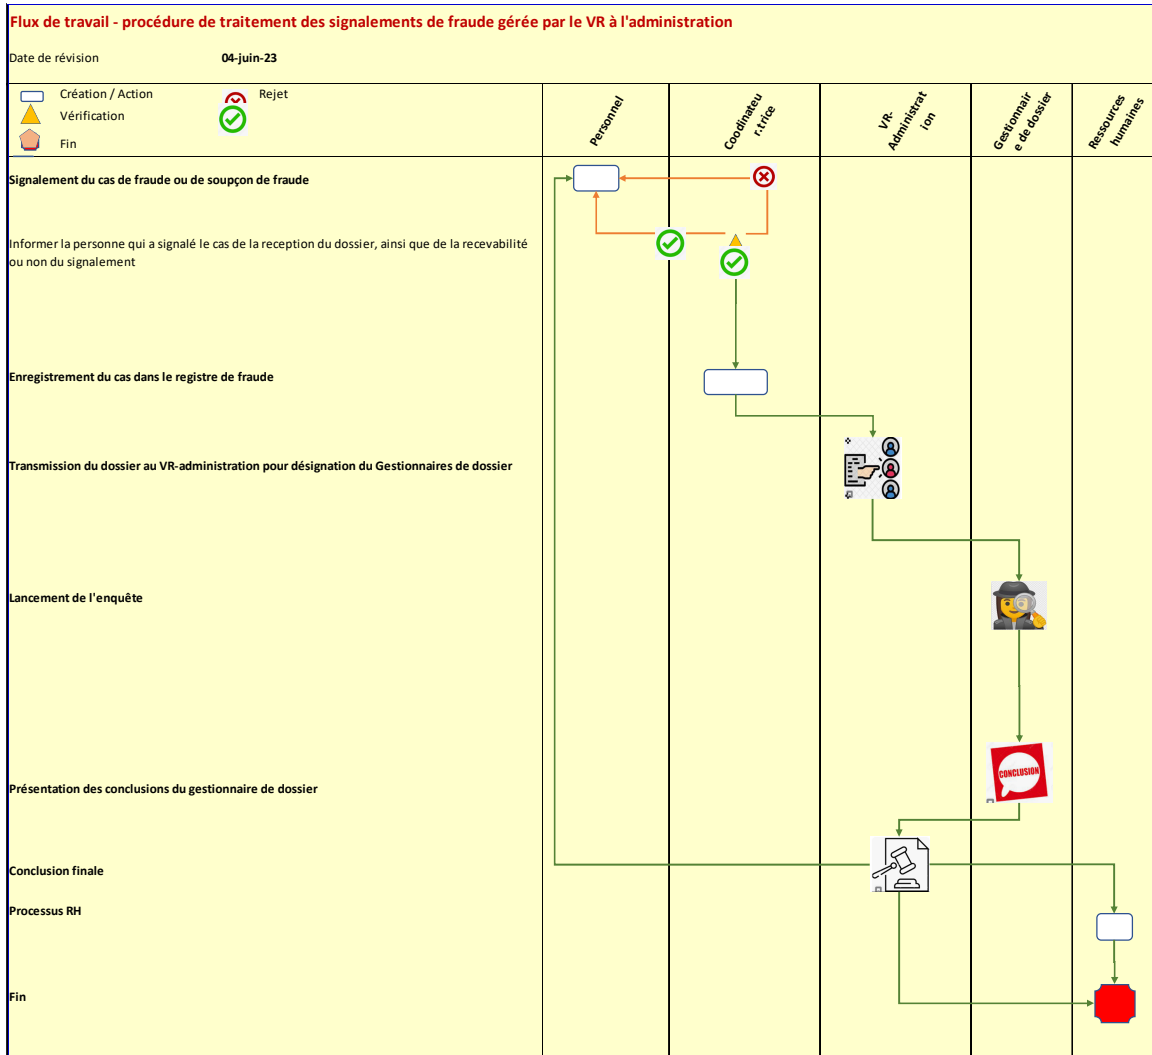 Flux de travail - procédure de traitement des signalements de fraude gérée par le VR à l'administration
Date de révision 04-juin-23
Création / Action Rejet
Vérification
Fin
Personnel
Coodinateu
r.trice
VR-
Administrat
ion
Gestionnair
e de dossier
Ressources
humaines
Signalement du cas de fraude ou de soupçon de fraude
Informer la personne qui a signalé le cas de la reception du dossier, ainsi que de la recevabilité
ou non du signalement
Enregistrement du cas dans le registre de fraude
Transmission du dossier au VR-administration pour désignation du Gestionnaires de dossier
Lancement de l'enquête
CONCLUSION
Présentation des conclusions du gestionnaire de dossier
Conclusion finale
Processus RH
Fin